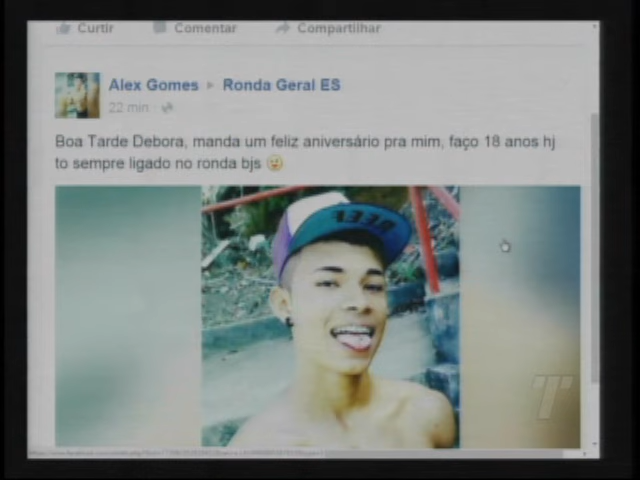 Curtir Comentar Compartilhar
Alex Gomes ▸ Ronda Geral ES
22 min ·
Boa Tarde Debora, manda um feliz aniversário pra mim, faço 18 anos hj
to sempre ligado no ronda bjs
T